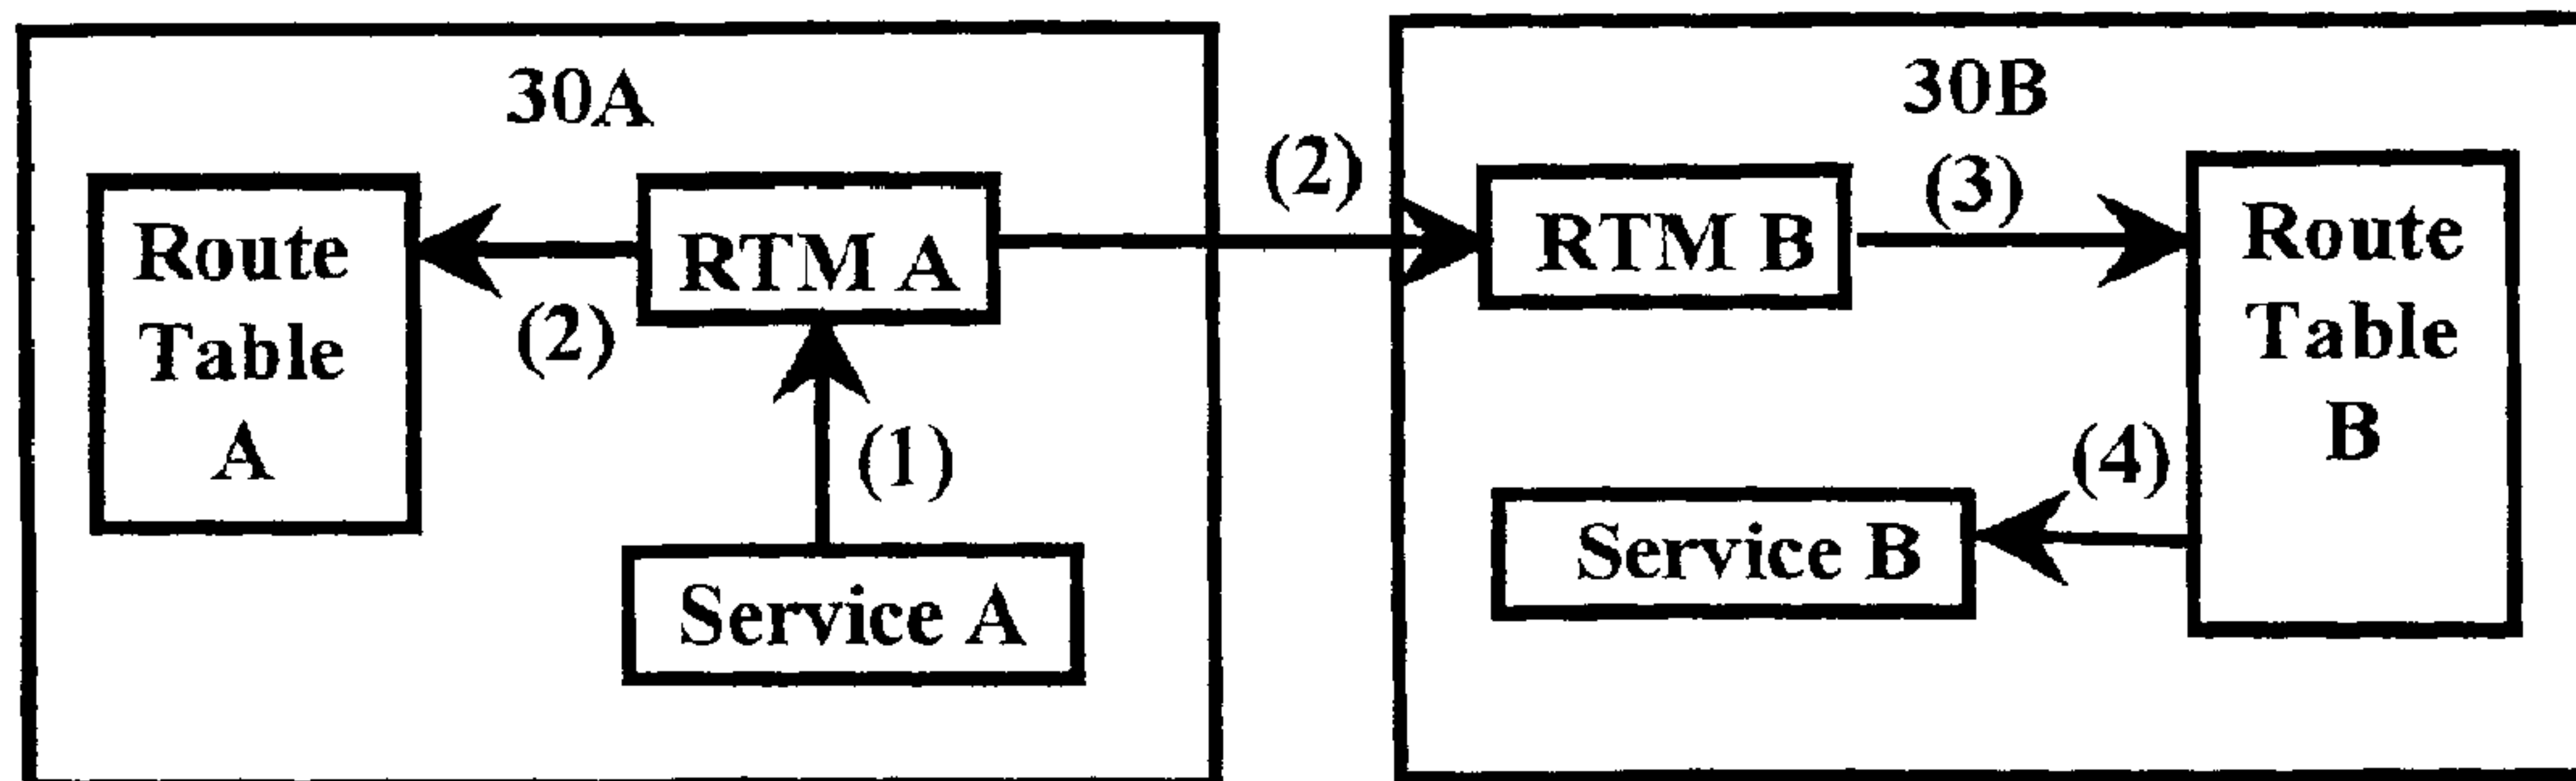 30A
Route
Table
A
(2)
RTM A
(1)
Service A
(2)
30B
RTM B
(3)
Route
Table
B
(4)
Service B